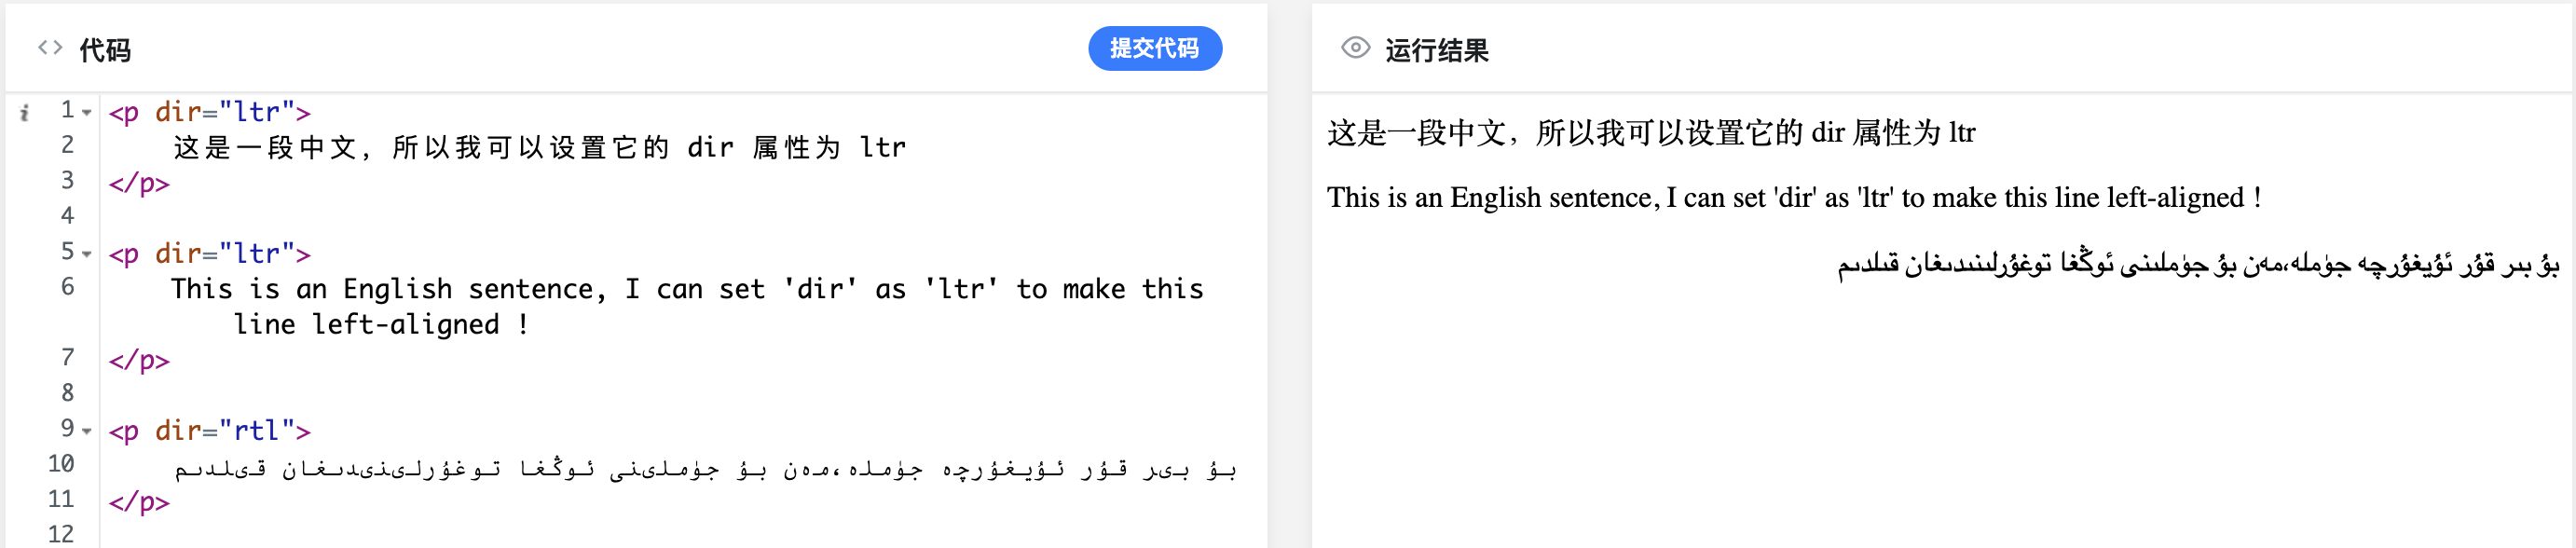 代码
提交代码
1 <p dir="ltr">
2 这是一段中文，所以我可以设置它的 dir 属性为 ltr
3 </p>
4
5 <p dir="ltr">
6 This is an English sentence, I can set 'dir' as 'ltr' to make this
line left-aligned !
7 </p>
8
9 <p dir="rtl">
10 بۇ بىر قۇر ئۇيغۇرچە جۈملە،مەن بۇ جۈملىنى ئوڭغا توغۇرلىنىدىغان قىلدىم
11 </p>
12
运行结果
这是一段中文，所以我可以设置它的 dir 属性为 ltr
This is an English sentence, I can set 'dir' as 'ltr' to make this line left-aligned !
بۇ بىر قۇر ئۇيغۇرچە جۈملە،مەن بۇ جۈملىنى ئوڭغا توغۇرلىنىدىغان قىلدىم